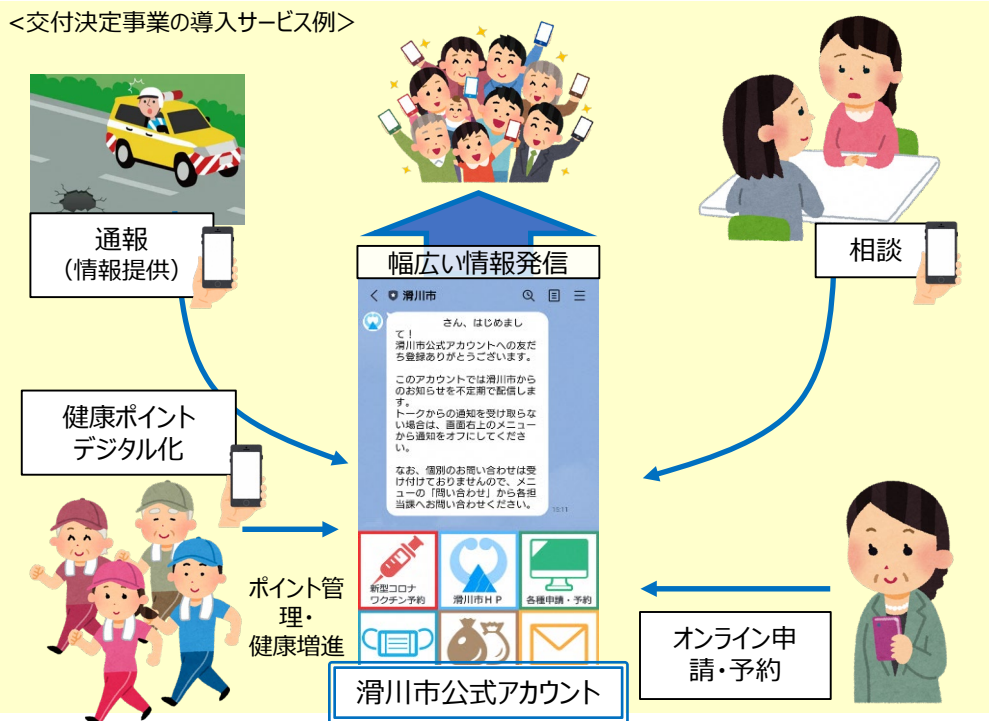 <交付決定事業の導入サービス例>
通報
(情報提供)
相談
幅広い情報発信
滑川市
さん、はじめまし
て!
滑川市公式アカウントへの友だ
ち登録ありがとうございます。
このアカウントでは滑川市から
のお知らせを不定期で配信しま
す。
トークからの通知を受け取らな
い場合は、画面右上のメニュー
から通知をオフにしてくださ
い。
なお、個別のお問い合わせは受
け付けておりませんので、メニ
ューの「問い合わせ」から各担
当課へお問い合わせください。
15:11
健康ポイント
デジタル化
新型コロナ
ワクチン予約
滑川市HP
各種申請・予約
ポイント管
理・
健康増進
オンライン申
請・予約
滑川市公式アカウント